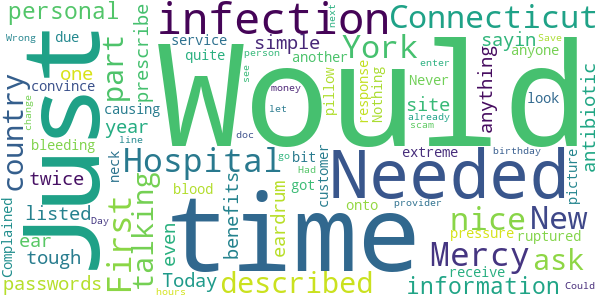 personal
infection
Connecticut
Just
Would
time
Needed
York
country
part
prescribe
service
due
quite
simple
another
sayin
anyone
Wrong
one
convince
causing
year
bleeding
change
line
twice
neck
Hospital
benefits
customer
bit
got
eardrum
blood
even
listed
ear
tough
First
talking
Today
described
passwords
Complained
Day
hours
see
person
money
let
doc
pillow
response
Nothing
next
Never
already
scam
site
anything
enter
Save
look
antibiotic
extreme
birthday
picture
nice
New
Mercy
ask
information
onto
pressure
ruptured
receive
go
Had
provider
Could